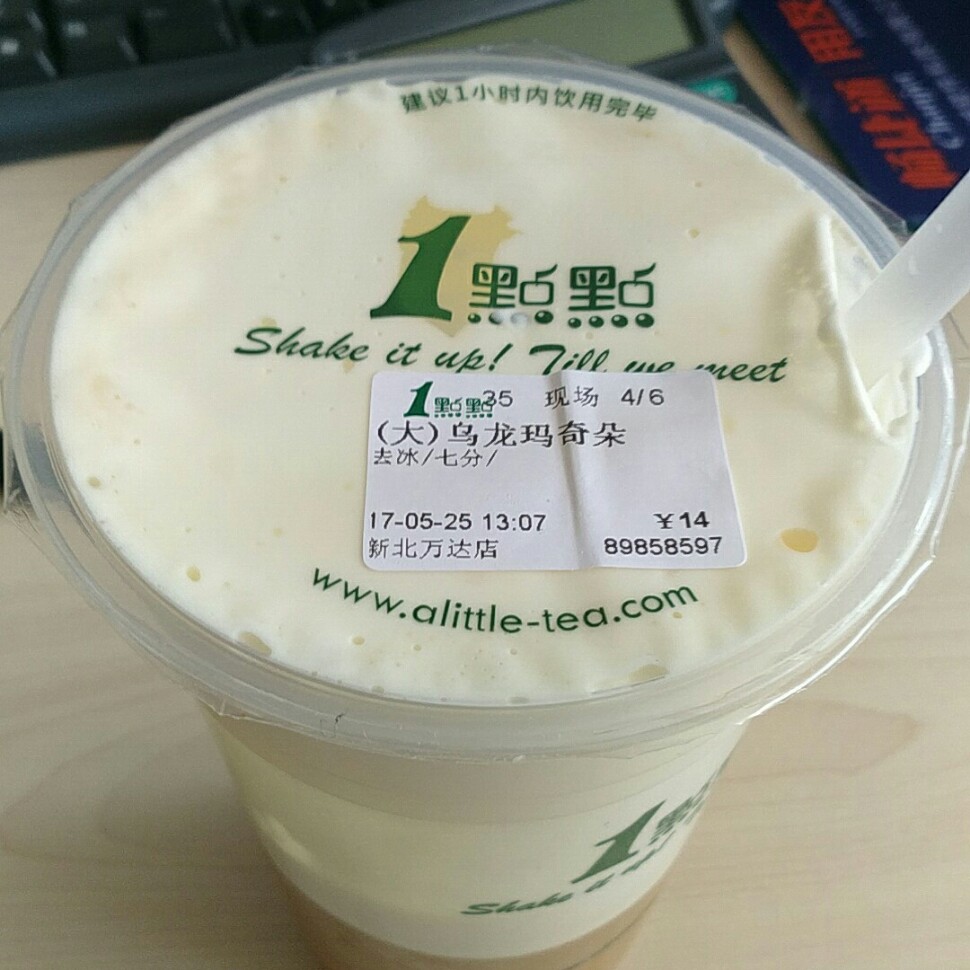 建议1小时内饮用完毕
1點點
Shake it up! Till we meet
1點點 35 现场 4/6
(大)乌龙玛奇朵
去冰/七分/
17-05-25 13:07 ¥14
新北万达店 89858597
www.alittle-tea.com
1點
Shake it